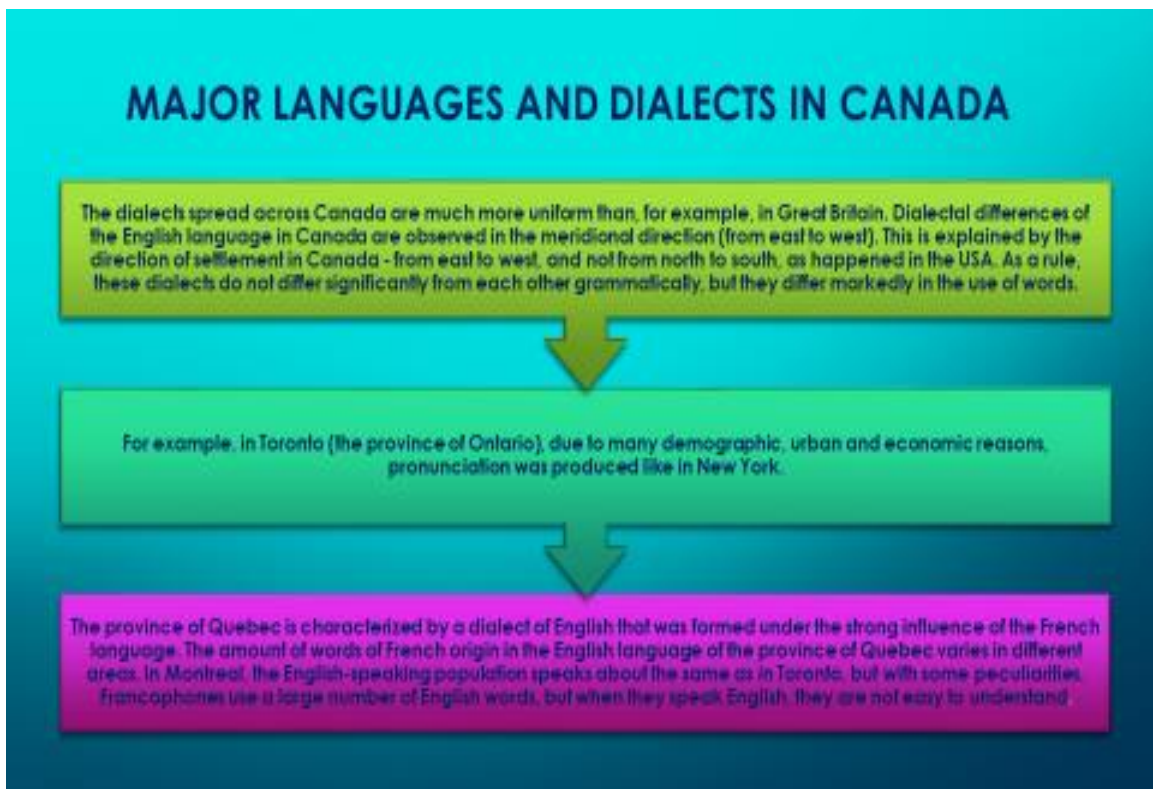 MAJOR LANGUAGES AND DIALECTS IN CANADA
The dialects spread across Canada are much more uniform than, for example, in Great Britain. Dialectal differences of
the English language in Canada are observed in the meridional direction (from east to west). This is explained by the
direction of settlement in Canada - from east to west, and not from north to south, as happened in the USA. As a rule,
these dialects do not differ significantly from each other grammatically, but they differ markedly in the use of words.
For example, in Toronto (the province of Ontario), due to many demographic, urban and economic reasons,
pronunciation was produced like in New York.
The province of Quebec is characterized by a dialect of English that was formed under the strong influence of the French
language. The amount of words of French origin in the English language of the province of Quebec varies in different
areas. In Montreal, the English-speaking population speaks about the same as in Toronto, but with some peculiarities.
Francophones use a large number of English words, but when they speak English, they are not easy to understand.